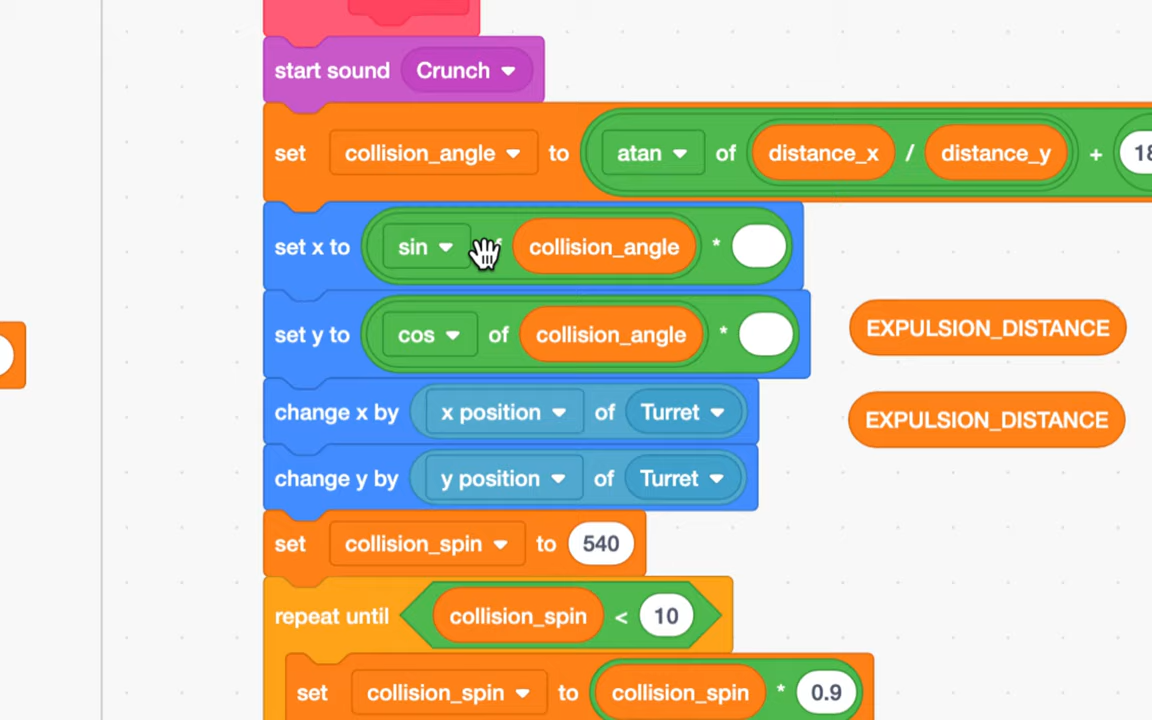 start sound Crunch
set collision_angle to atan of distance_x / distance_y +
set x to sin collision_angle *
set y to cos of collision_angle *
EXPULSION_DISTANCE
change x by x position of Turret
EXPULSION_DISTANCE
change y by y position of Turret
set collision_spin to 540
repeat until collision_spin < 10
set collision_spin to collision_spin * 0.9